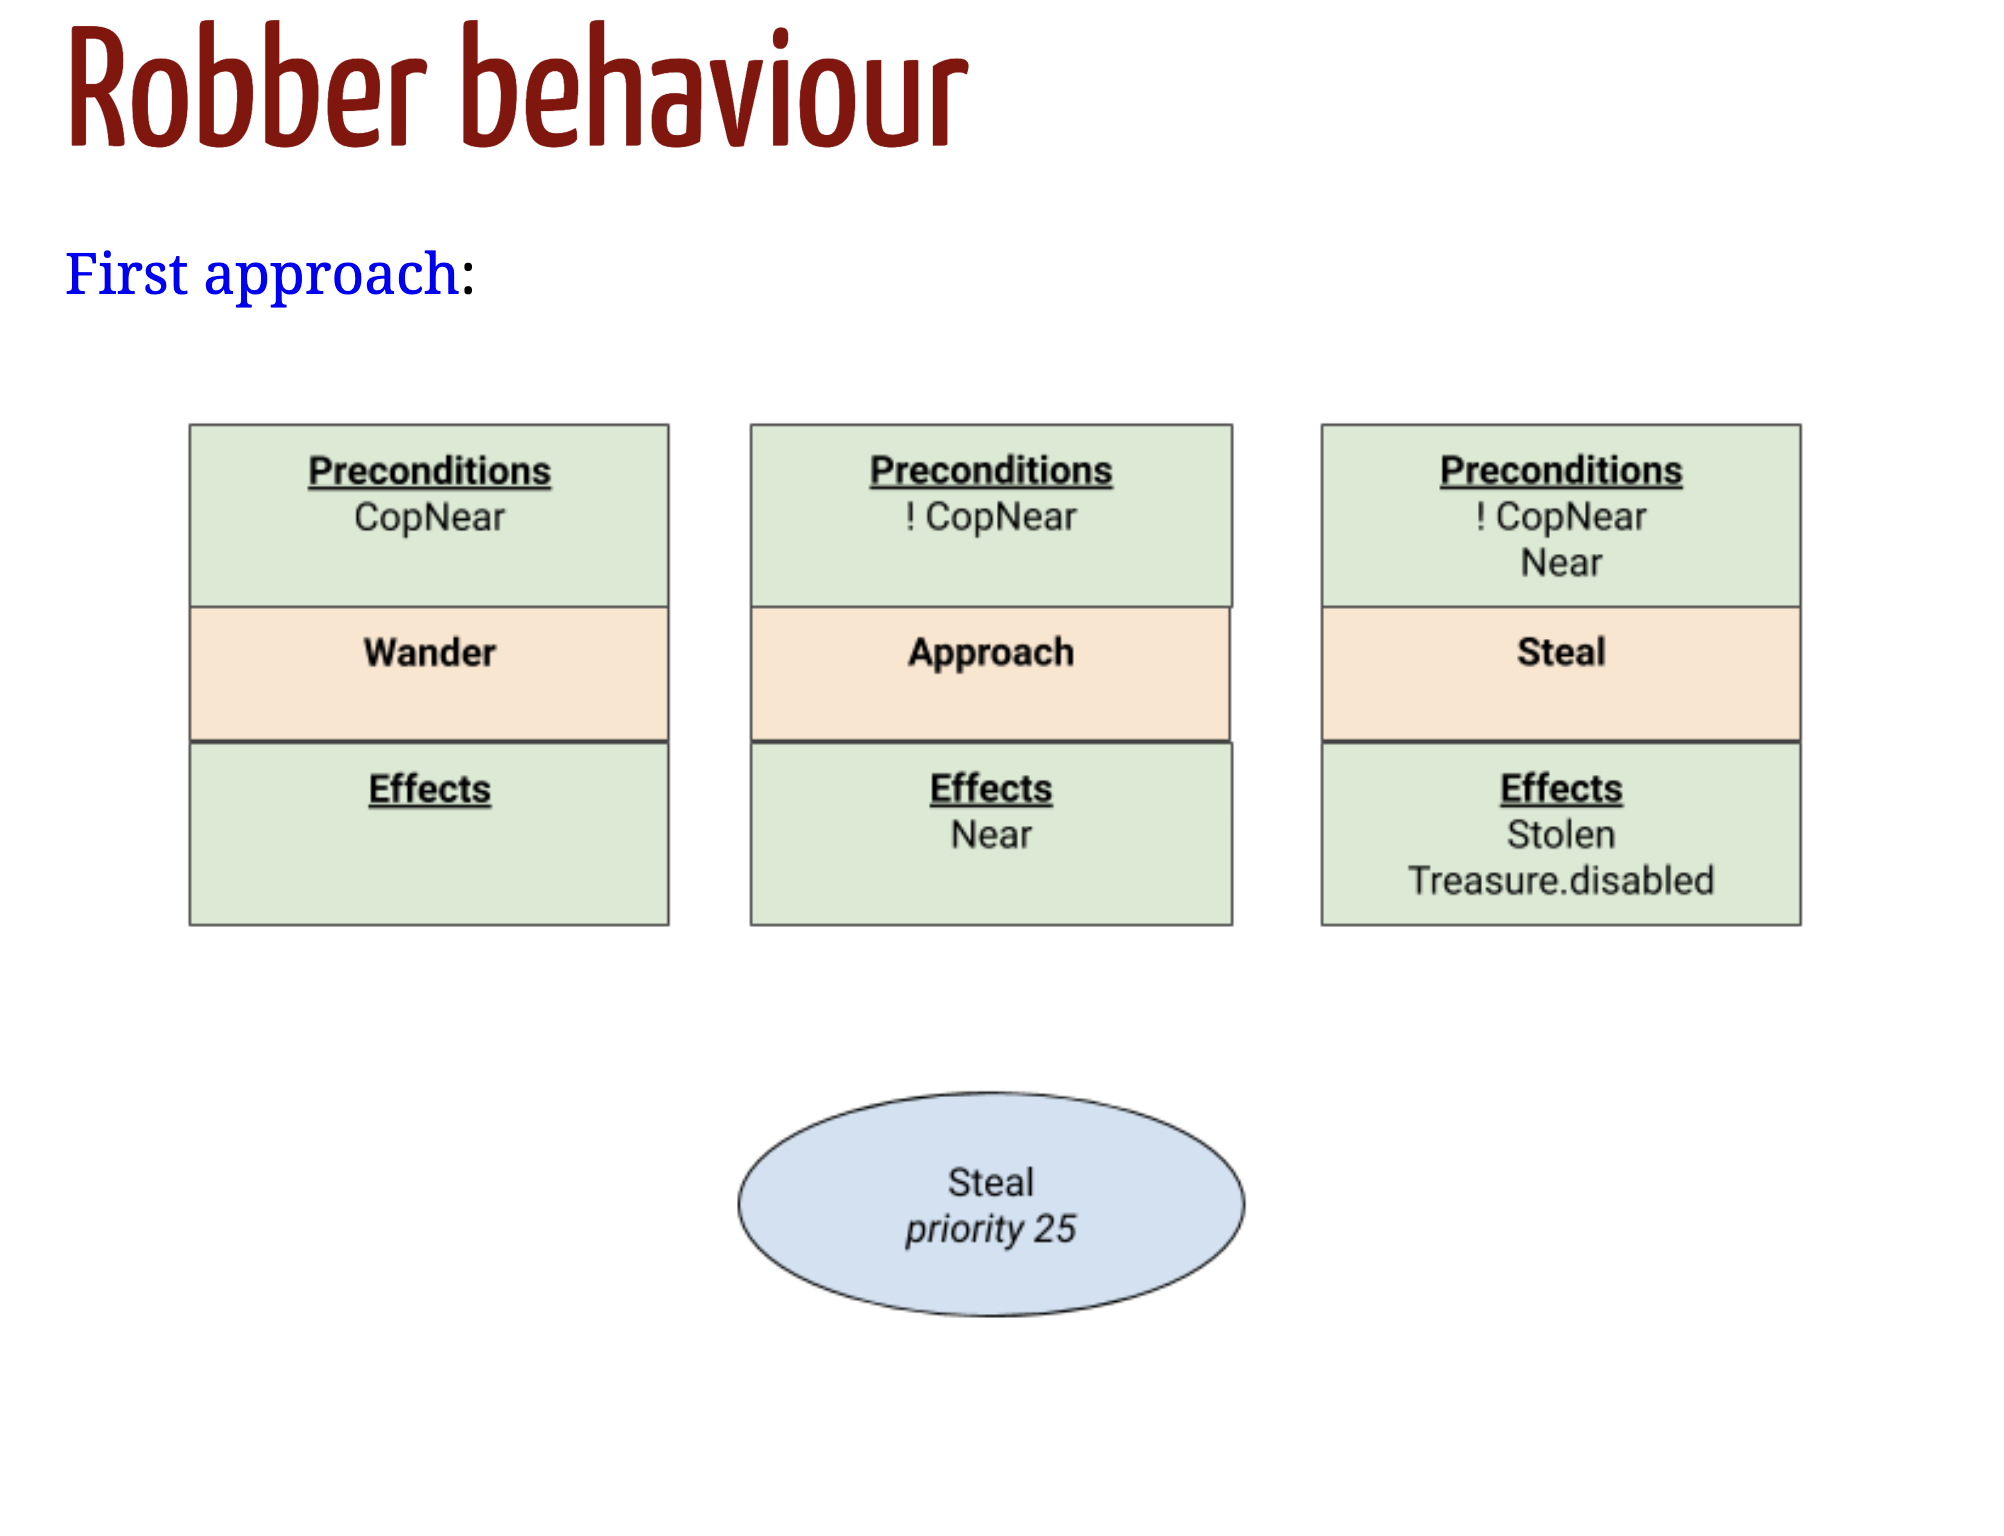 Robber behaviour
First approach:
Preconditions
CopNear
Wander
Effects
Preconditions
! CopNear
Approach
Effects
Near
Preconditions
! CopNear
Near
Steal
Effects
Stolen
Treasure.disabled
Steal
priority 25